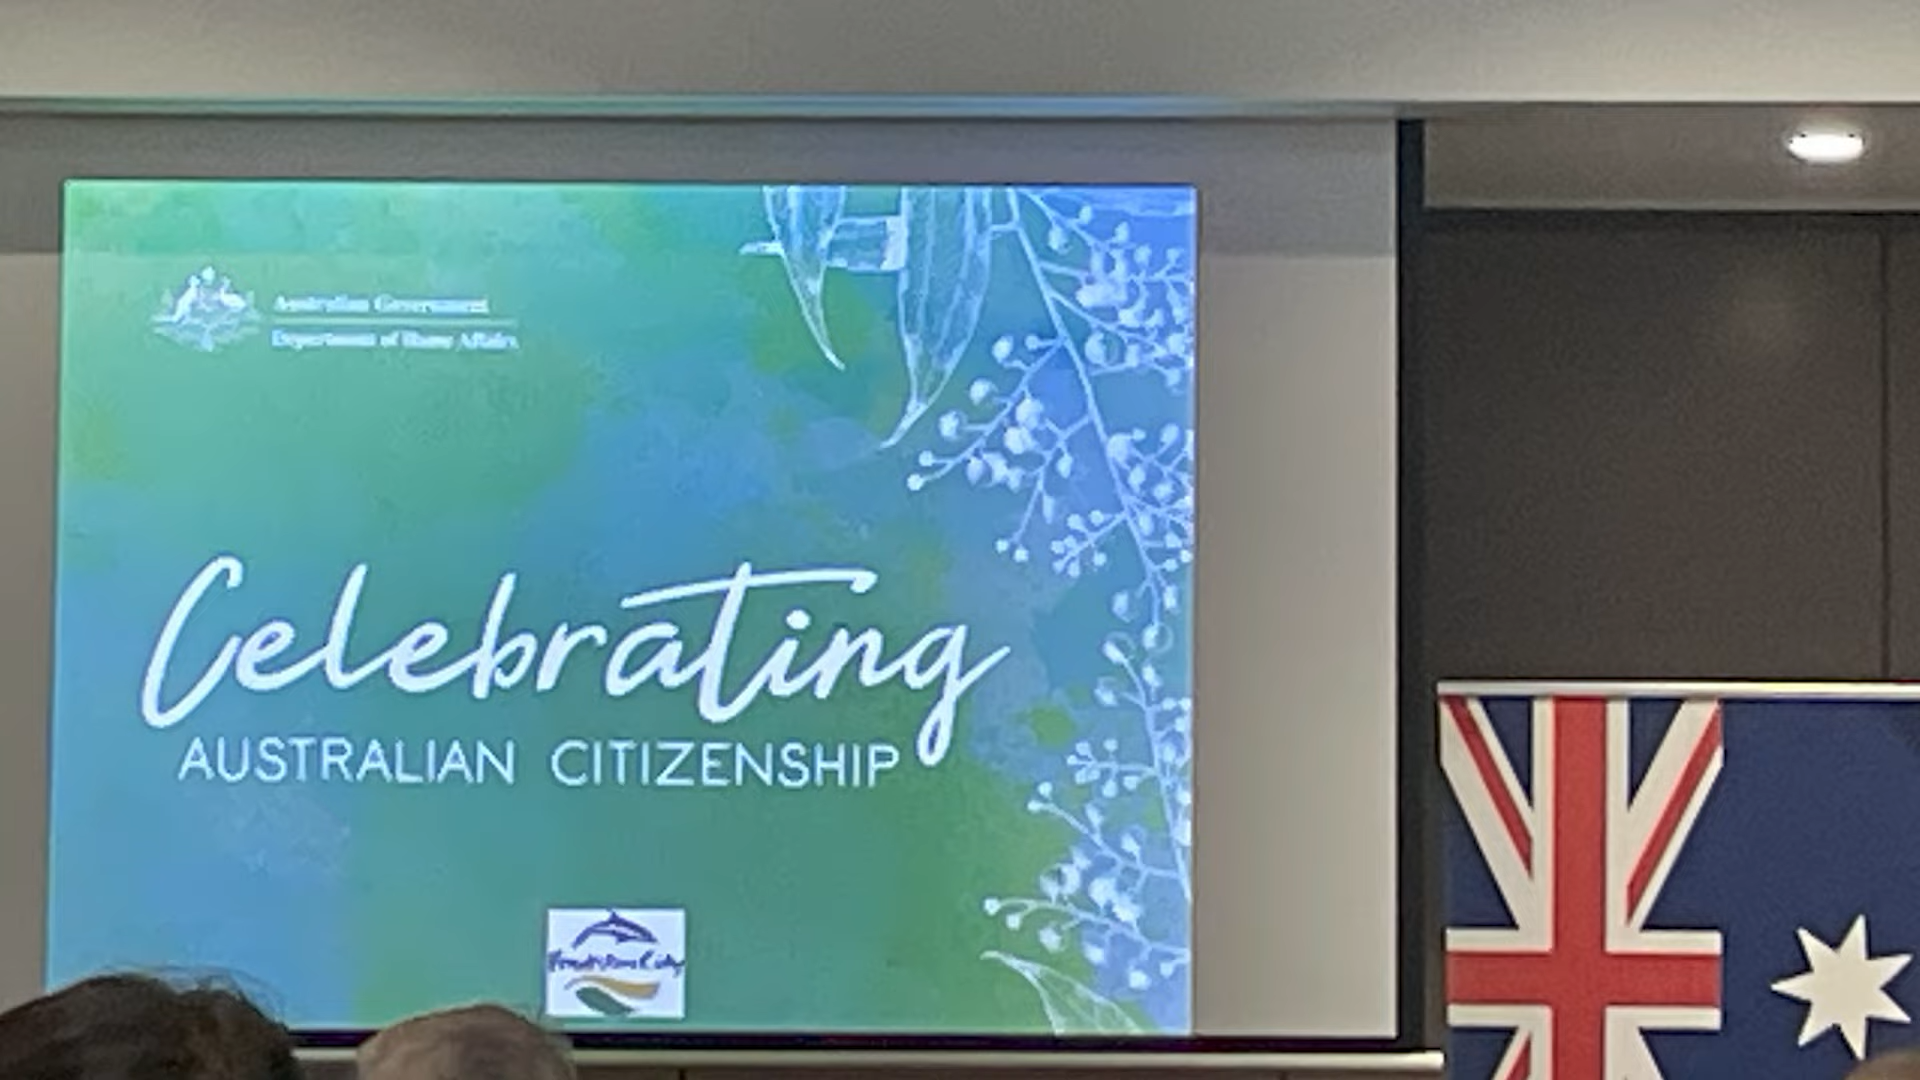 Australian Government
Department of Home Affairs
Celebrating
AUSTRALIAN CITIZENSHIP